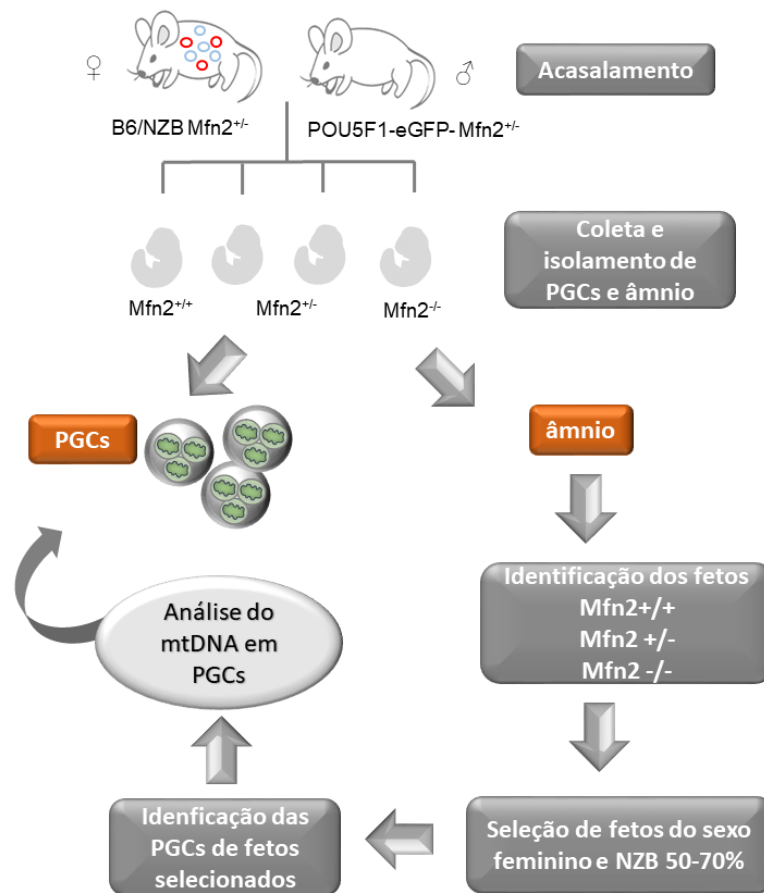 ♀
♂
Acasalamento
B6/NZB Mfn2+/-
POU5F1-eGFP- Mfn2+/-
Coleta e
isolamento de
PGCs e âmnio
Mfn2+/+
Mfn2+/-
Mfn2-/-
PGCs
âmnio
Identificação dos fetos
Mfn2+/+
Mfn2 +/-
Mfn2 -/-
Análise do
mtDNA em
PGCs
Idenficação das
PGCs de fetos
selecionados
Seleção de fetos do sexo
feminino e NZB 50-70%